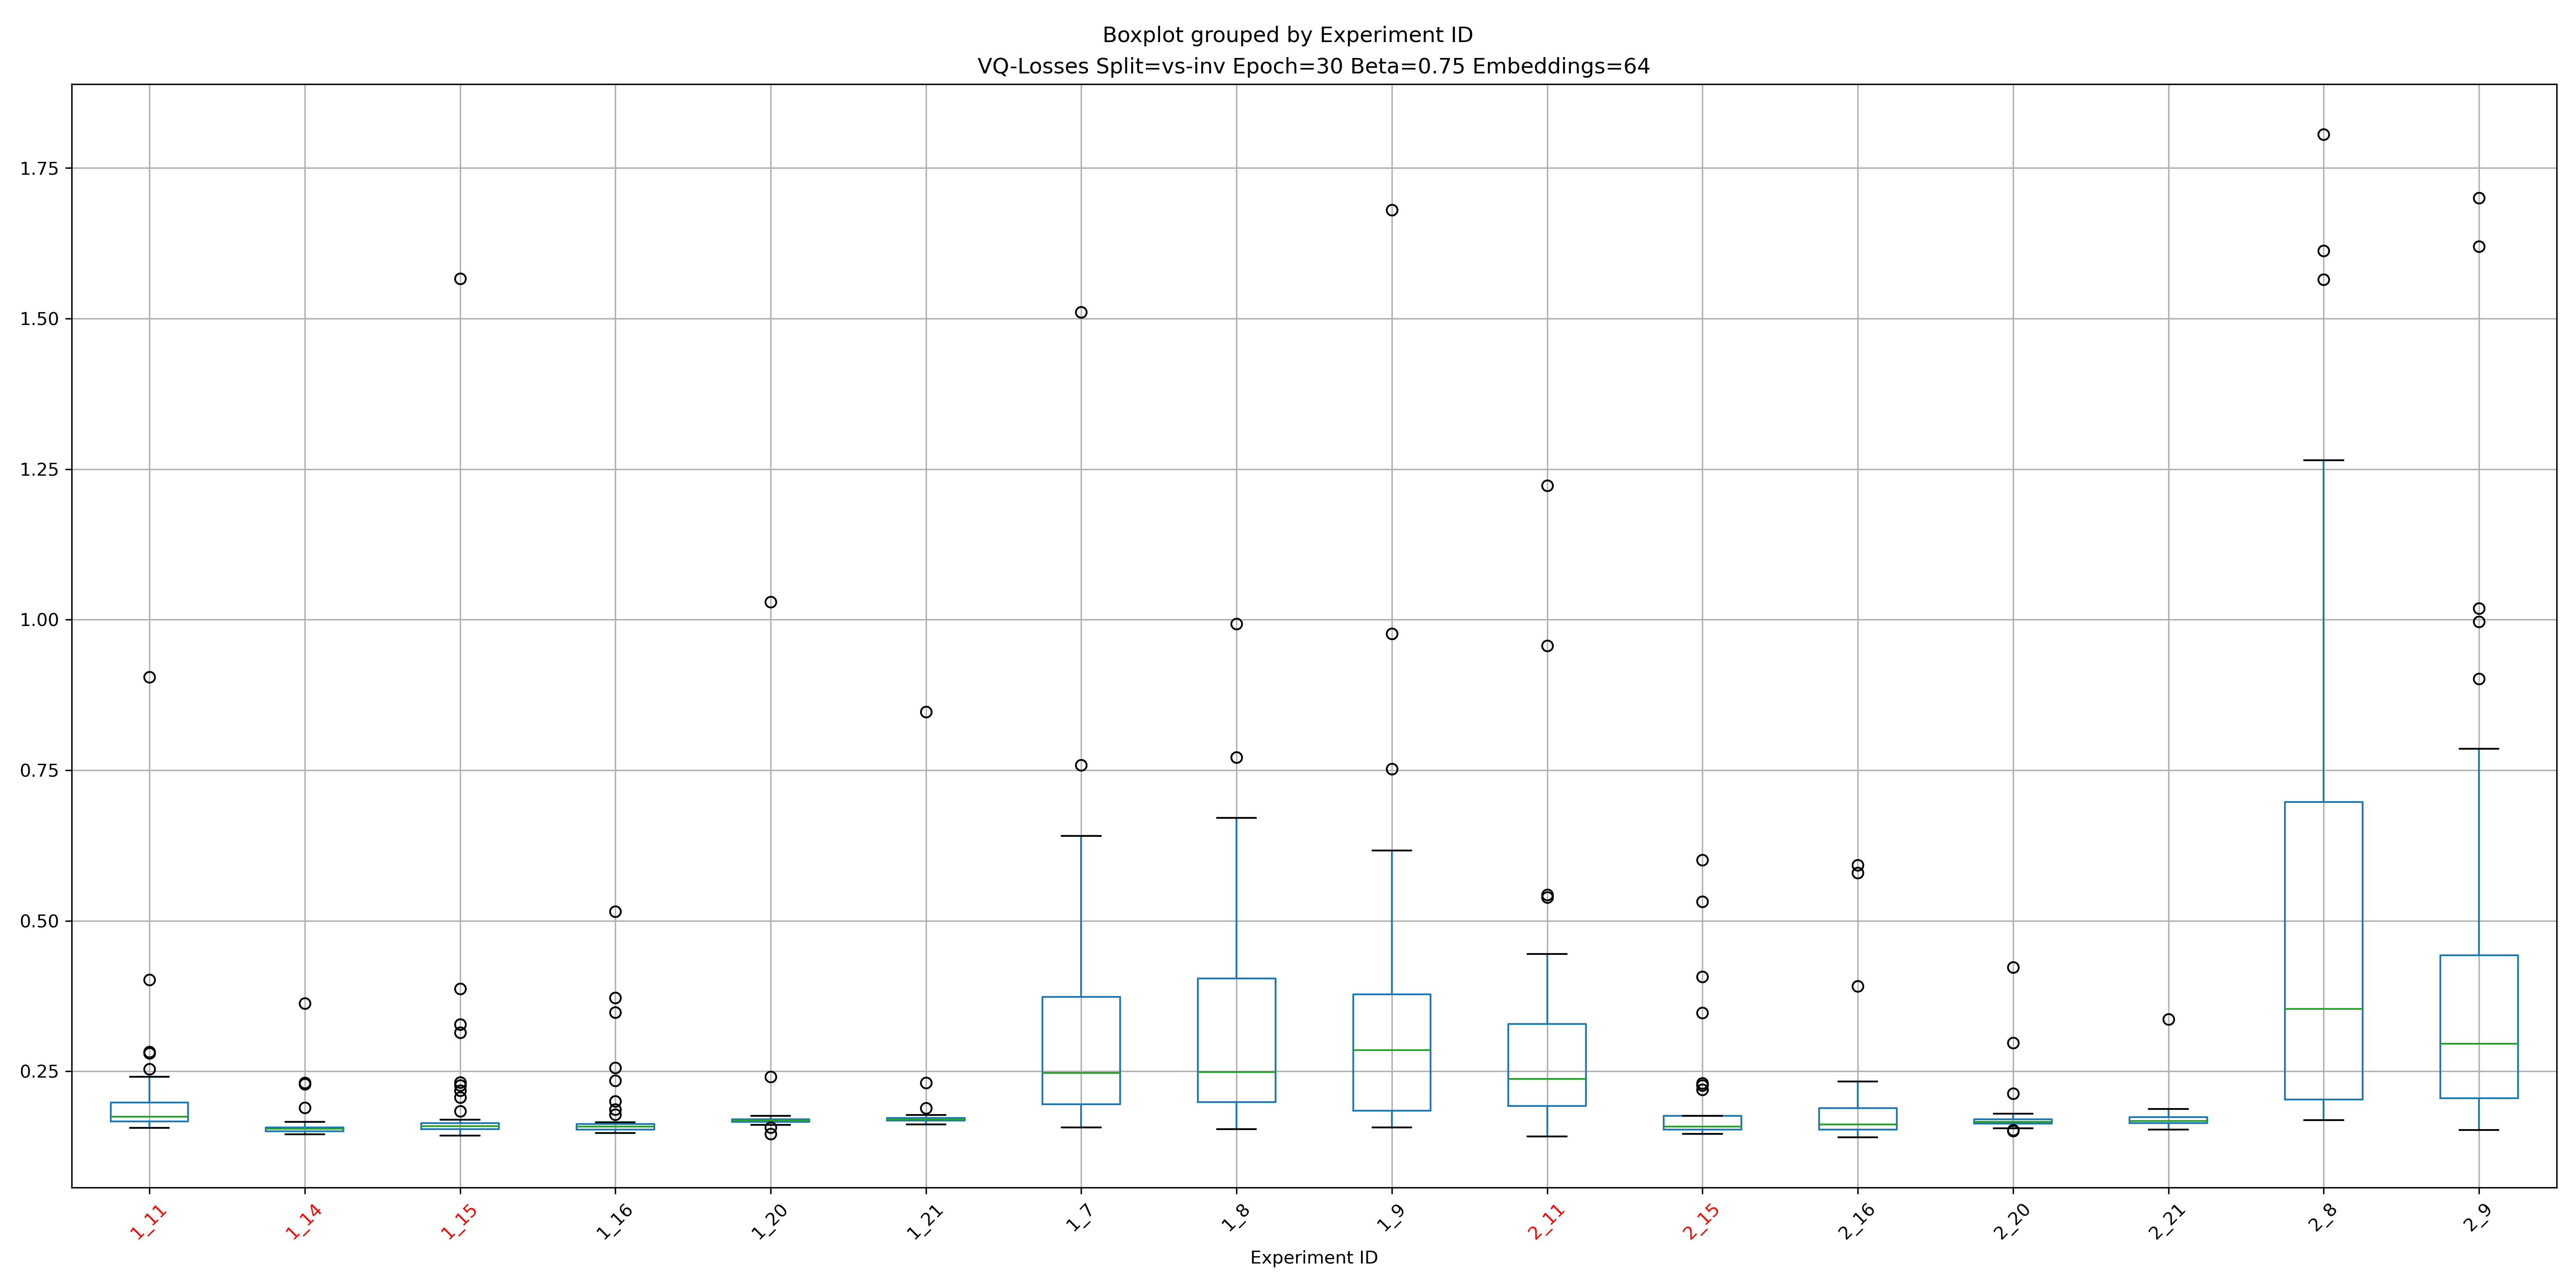 Boxplot grouped by Experiment ID
VQ-Losses Split=vs-inv Epoch=30 Beta=0.75 Embeddings=64
1.75
1.50
1.25
1.00
0.75
0.50
0.25
1_11 1_14 1_15 1_16 1_20 1_21 1_7 1_8 1_9 2_11 2_15 2_16 2_20 2_21 2_8 2_9
Experiment ID